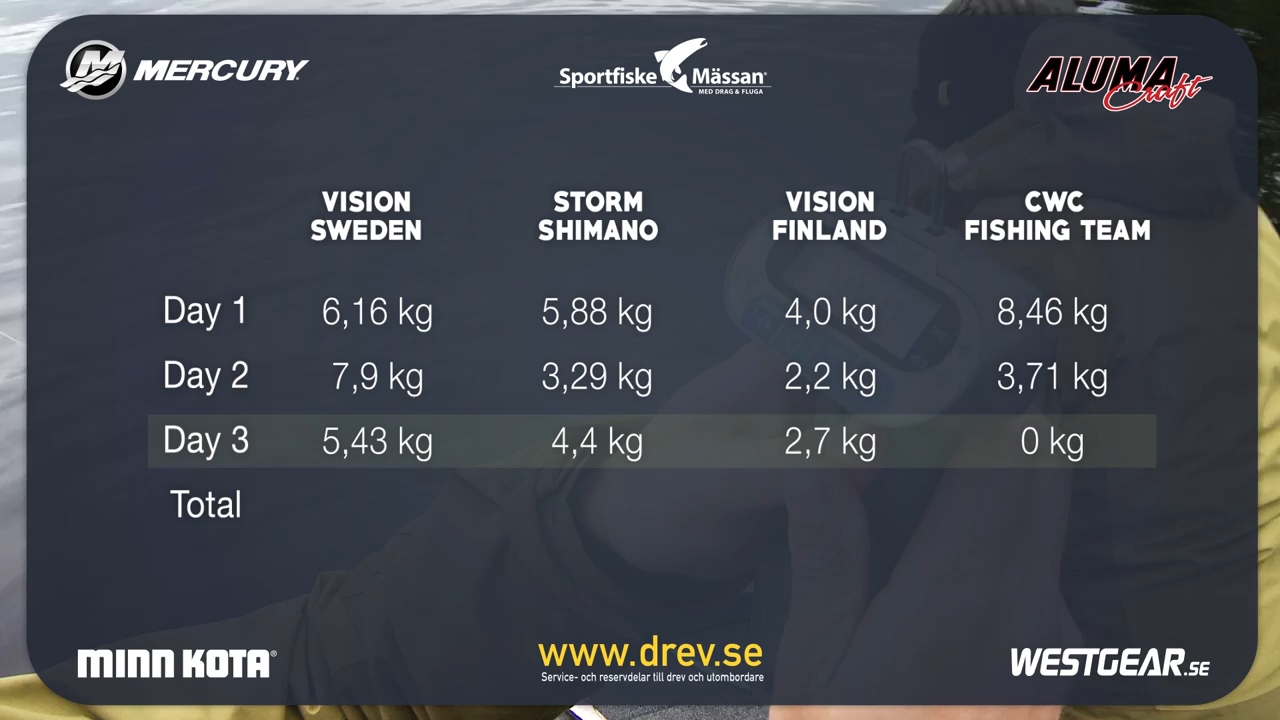 MERCURY
Sportfiske Mässan®
MED DRAG & FLUGA
ALUMA
Craft
VISION SWEDEN
STORM SHIMANO
VISION FINLAND
CWC FISHING TEAM
Day 1 6,16 kg 5,88 kg 4,0 kg 8,46 kg
Day 2 7,9 kg 3,29 kg 2,2 kg 3,71 kg
Day 3 5,43 kg 4,4 kg 2,7 kg 0 kg
Total
MINN KOTA®
www.drev.se
Service- och reservdelar till drev och utombordare
WESTGEAR.SE